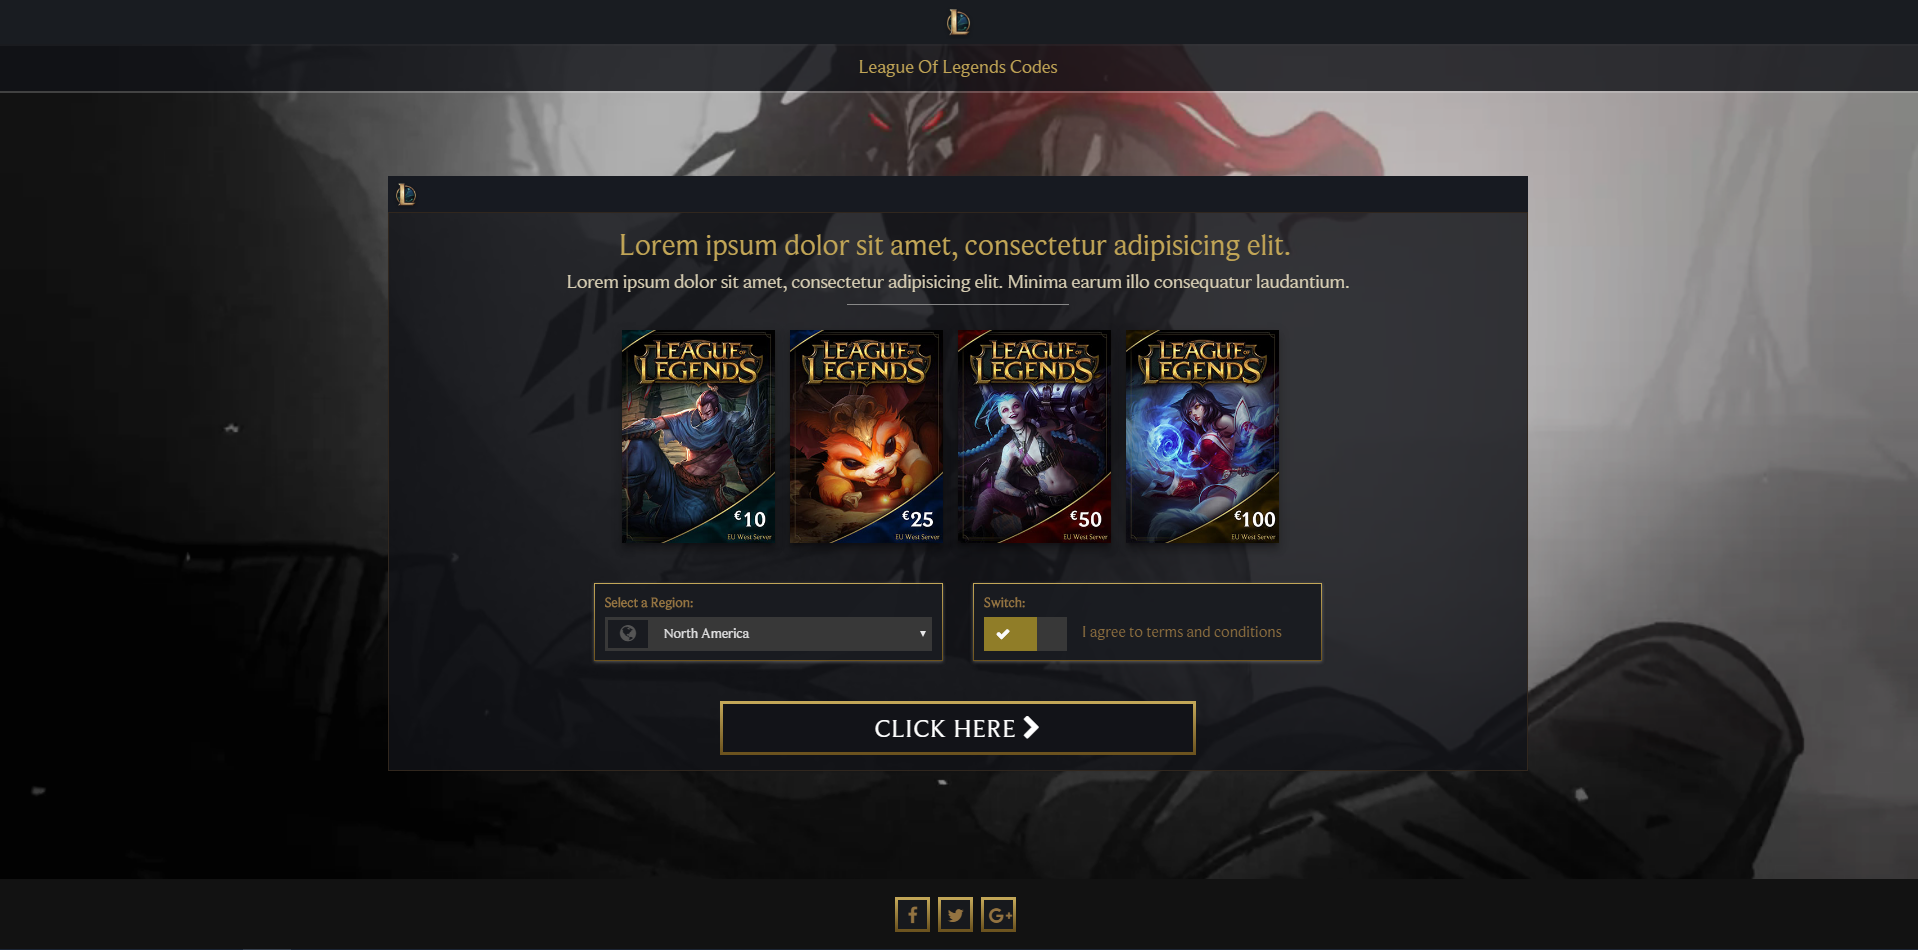 League Of Legends Codes
Lorem ipsum dolor sit amet, consectetur adipisicing elit.
Lorem ipsum dolor sit amet, consectetur adipisicing elit. Minima earum illo consequatur laudantium.
LEAGUE OF LEGENDS
€10
EU West Server
LEAGUE OF LEGENDS
€25
EU West Server
LEAGUE OF LEGENDS
€50
EU West Server
LEAGUE OF LEGENDS
€100
EU West Server
Select a Region:
North America
Switch:
I agree to terms and conditions
CLICK HERE
G+